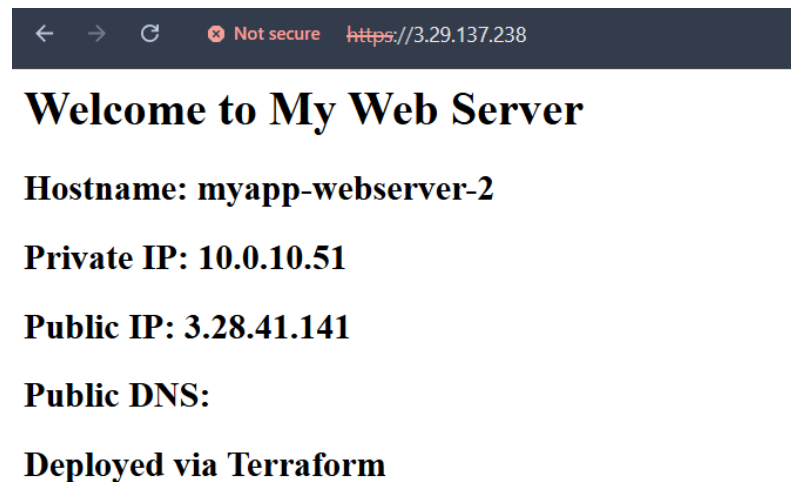 Not secure https://3.29.137.238
Welcome to My Web Server
Hostname: myapp-webserver-2
Private IP: 10.0.10.51
Public IP: 3.28.41.141
Public DNS:
Deployed via Terraform